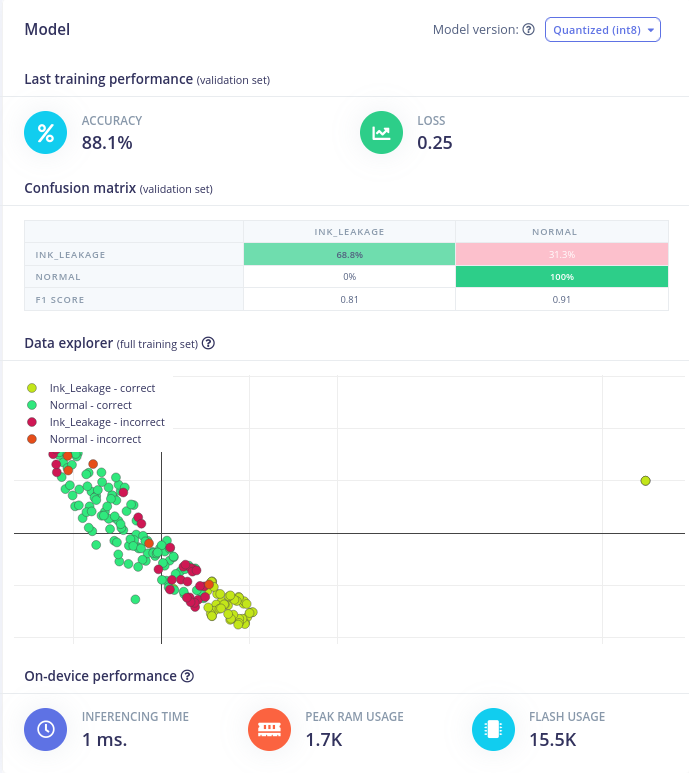 Model
Model version: Quantized (int8)
Last training performance (validation set)
ACCURACY
88.1%
LOSS
0.25
Confusion matrix (validation set)
INK_LEAKAGE NORMAL
INK_LEAKAGE 68.8% 31.3%
NORMAL 0% 100%
F1 SCORE 0.81 0.91
Data explorer (full training set)
Ink_Leakage - correct
Normal - correct
Ink_Leakage - incorrect
Normal - incorrect
On-device performance
INFERENCING TIME
1 ms.
PEAK RAM USAGE
1.7K
FLASH USAGE
15.5K